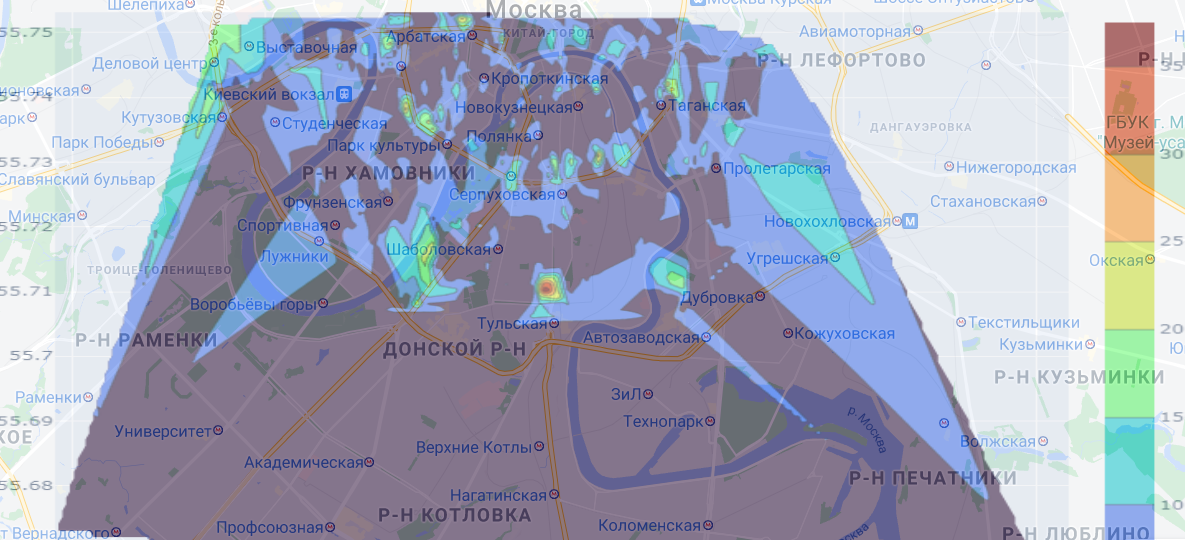 Москва
Москва Курская
Шоссе Энтузиастов
Шелепиха
55.75
Выставочная
Арбатская
КИТАЙ-ГОРОД
Авиамоторная
Деловой центр
Р-Н ЛЕФОРТОВО
35
Кропоткинская
Киевский вокзал
55.74
Новокузнецкая
Таганская
Кутузовская
Студенческая
ДАНГАУЭРОВКА
ГБУК
Парк Победы
Парк культуры
Полянка
"Музей-уса
30
55.73
Р-Н ХАМОВНИКИ
Пролетарская
Нижегородская
Славянский бульвар
Серпуховская
Фрунзенская
Стахановская
Минская
55.72
Спортивная
Новохохловская
М
25
Лужники
Шаболовская
Угрешская
Окская
ТРОИЦЕ-ГОЛЕНИЩЕВО
55.71
Воробьёвы горы
Дубровка
Тульская
Текстильщики
20
Р-Н РАМЕНКИ
Автозаводская
Кожуховская
Кузьминки
55.7
ДОНСКОЙ Р-Н
Р-Н КУЗЬМИНКИ
Раменки
ЗиЛ
55.69
Технопарк
р. Москва
15
Университет
Волжская
Верхние Котлы
Академическая
55.68
Р-Н ПЕЧАТНИКИ
Нагатинская
10
Р-Н КОТЛОВКА
Профсоюзная
Коломенская
т Вернадского
Р-Н ЛЮБЛИНО